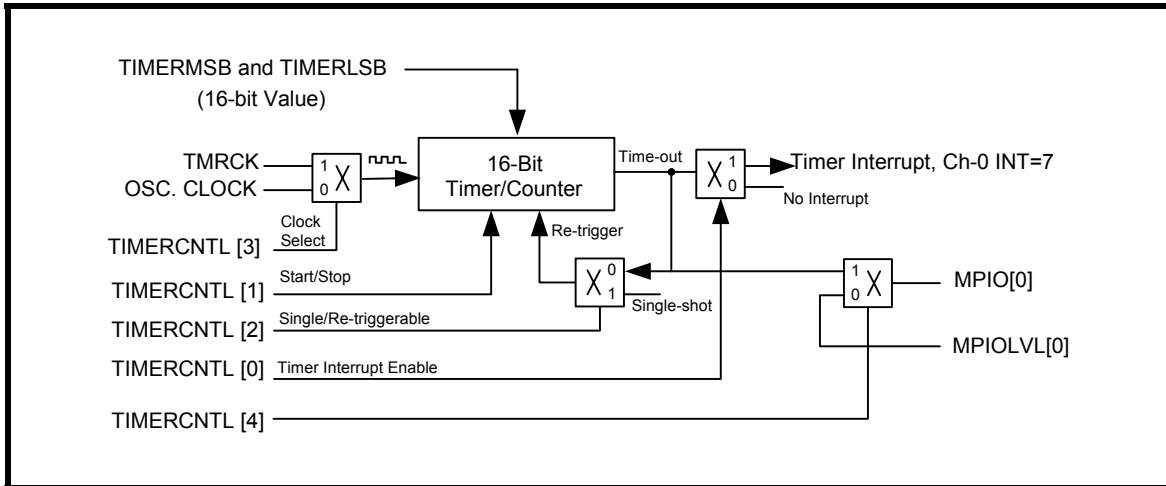 TIMERMSB and TIMERLSB
(16-bit Value)
TMRCK
OSC. CLOCK
1
0
X
16-Bit
Timer/Counter
Time-out
X
1
0
Timer Interrupt, Ch-0 INT=7
No Interrupt
Clock
Select
TIMERCNTL [3]
Re-trigger
Start/Stop
TIMERCNTL [1]
X
0
1
Single-shot
1
0
X
MPIO[0]
TIMERCNTL [2]
Single/Re-triggerable
MPIOLVL[0]
TIMERCNTL [0]
Timer Interrupt Enable
TIMERCNTL [4]